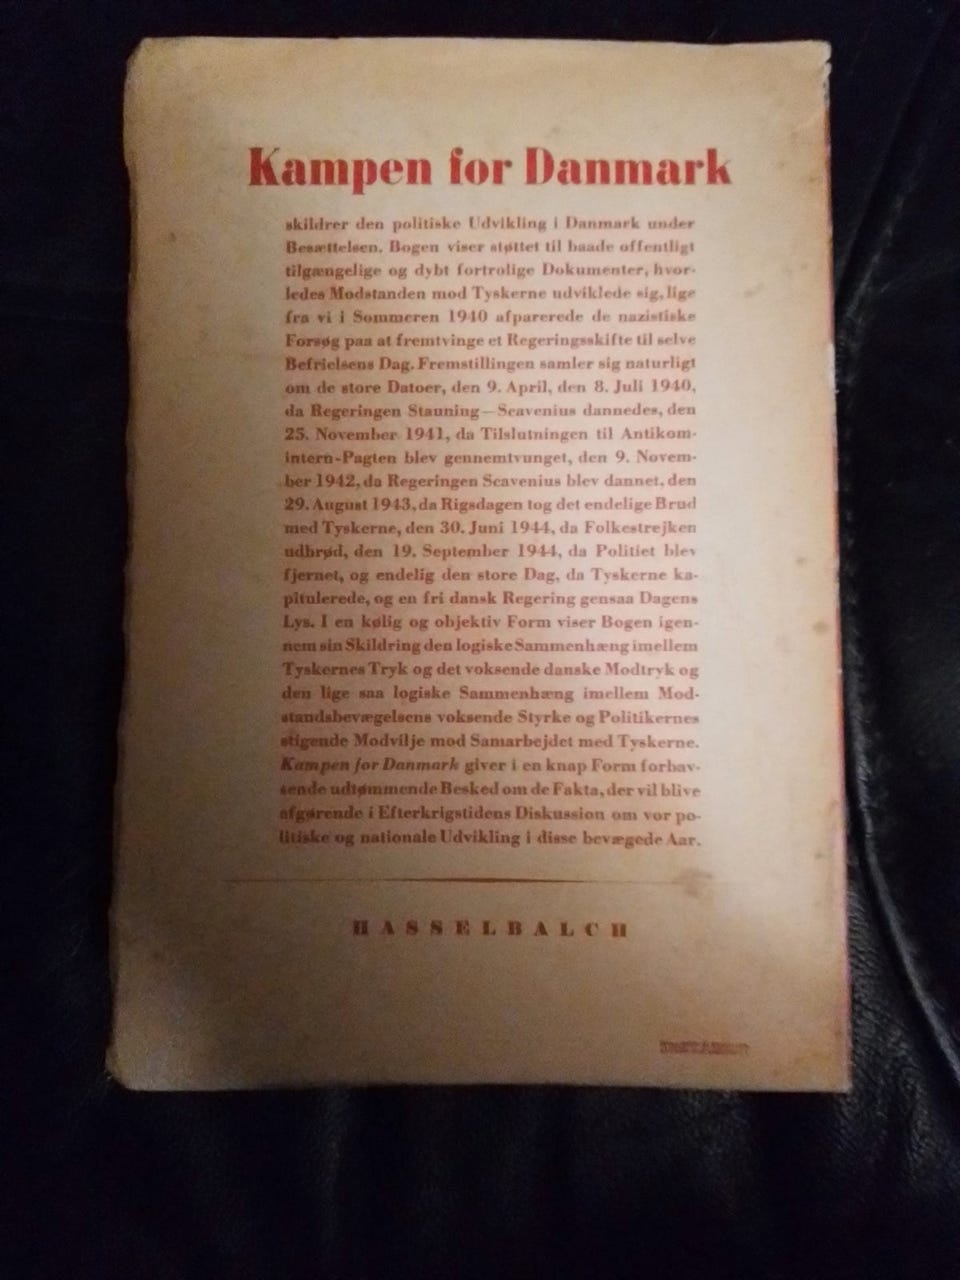 Kampen for Danmark
skildrer den politiske Udvikling i Danmark under
Besættelsen. Bogen viser støttet til baade offentligt
tilgængelige og dybt fortrolige Dokumenter, hvor-
ledes Modstanden mod Tyskerne udviklede sig, lige
fra vi i Sommeren 1940 afparerede de nazistiske
Forsøg paa at fremtvinge et Regeringsskifte til selve
Befrielsens Dag. Fremstillingen samler sig naturligt
om de store Datoer, den 9. April, den 8. Juli 1940,
da Regeringen Stauning—Scavenius dannedes, den
25. November 1941, da Tilslutningen til Antikom-
intern-Pagten blev gennemtvunget, den 9. Novem-
ber 1942, da Regeringen Scavenius blev dannet, den
29. August 1943, da Rigsdagen tog det endelige Brud
med Tyskerne, den 30. Juni 1944, da Folkestrejken
udbrød, den 19. September 1944, da Politiet blev
fjernet, og endelig den store Dag, da Tyskerne ka-
pitulerede, og en fri dansk Regering gensaa Dagens
Lys. I en kølig og objektiv Form viser Bogen igen-
nem sin Skildring den logiske Sammenhæng imellem
Tyskernes Tryk og det voksende danske Modtryk og
den lige saa logiske Sammenhæng imellem Mod-
standsbevægelsens voksende Styrke og Politikernes
stigende Modvilje mod Samarbejdet med Tyskerne.
Kampen for Danmark giver i en knap Form forbav-
sende udtømmende Besked om de Fakta, der vil blive
afgørende i Efterkrigstidens Diskussion om vor po-
litiske og nationale Udvikling i disse bevægede Aar.
HASSELBALCH